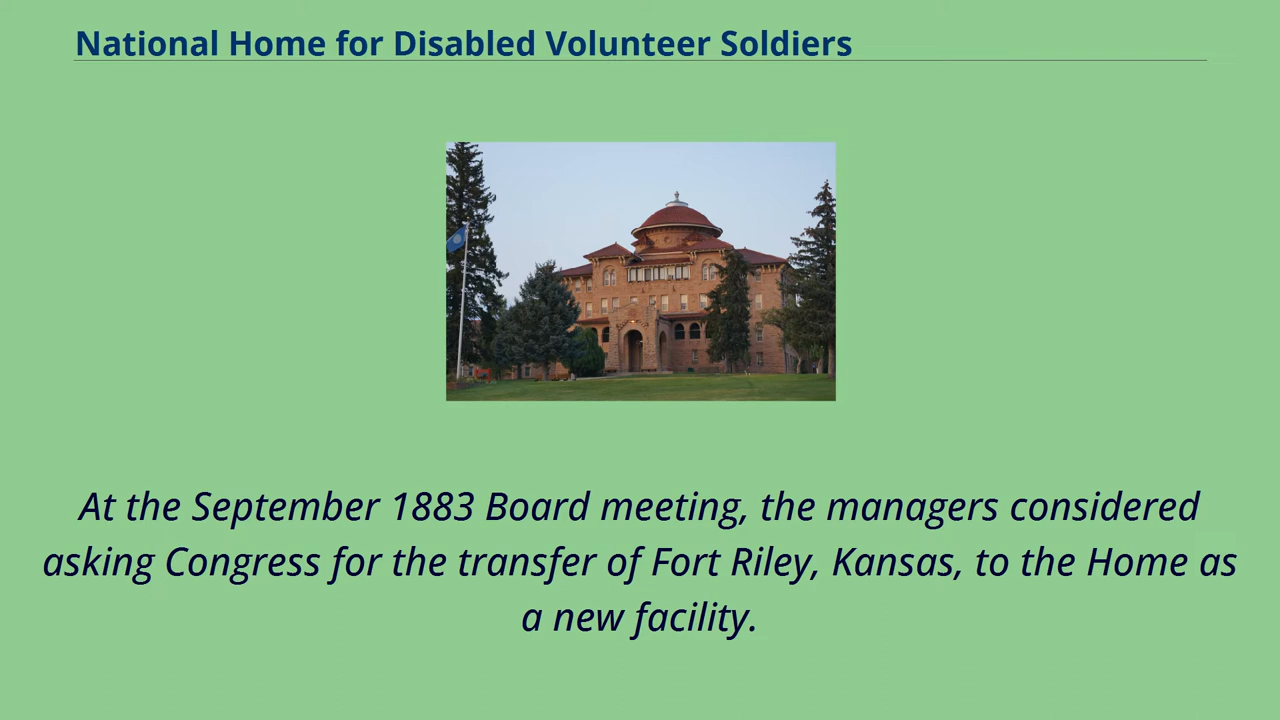 National Home for Disabled Volunteer Soldiers
At the September 1883 Board meeting, the managers considered
asking Congress for the transfer of Fort Riley, Kansas, to the Home as
a new facility.